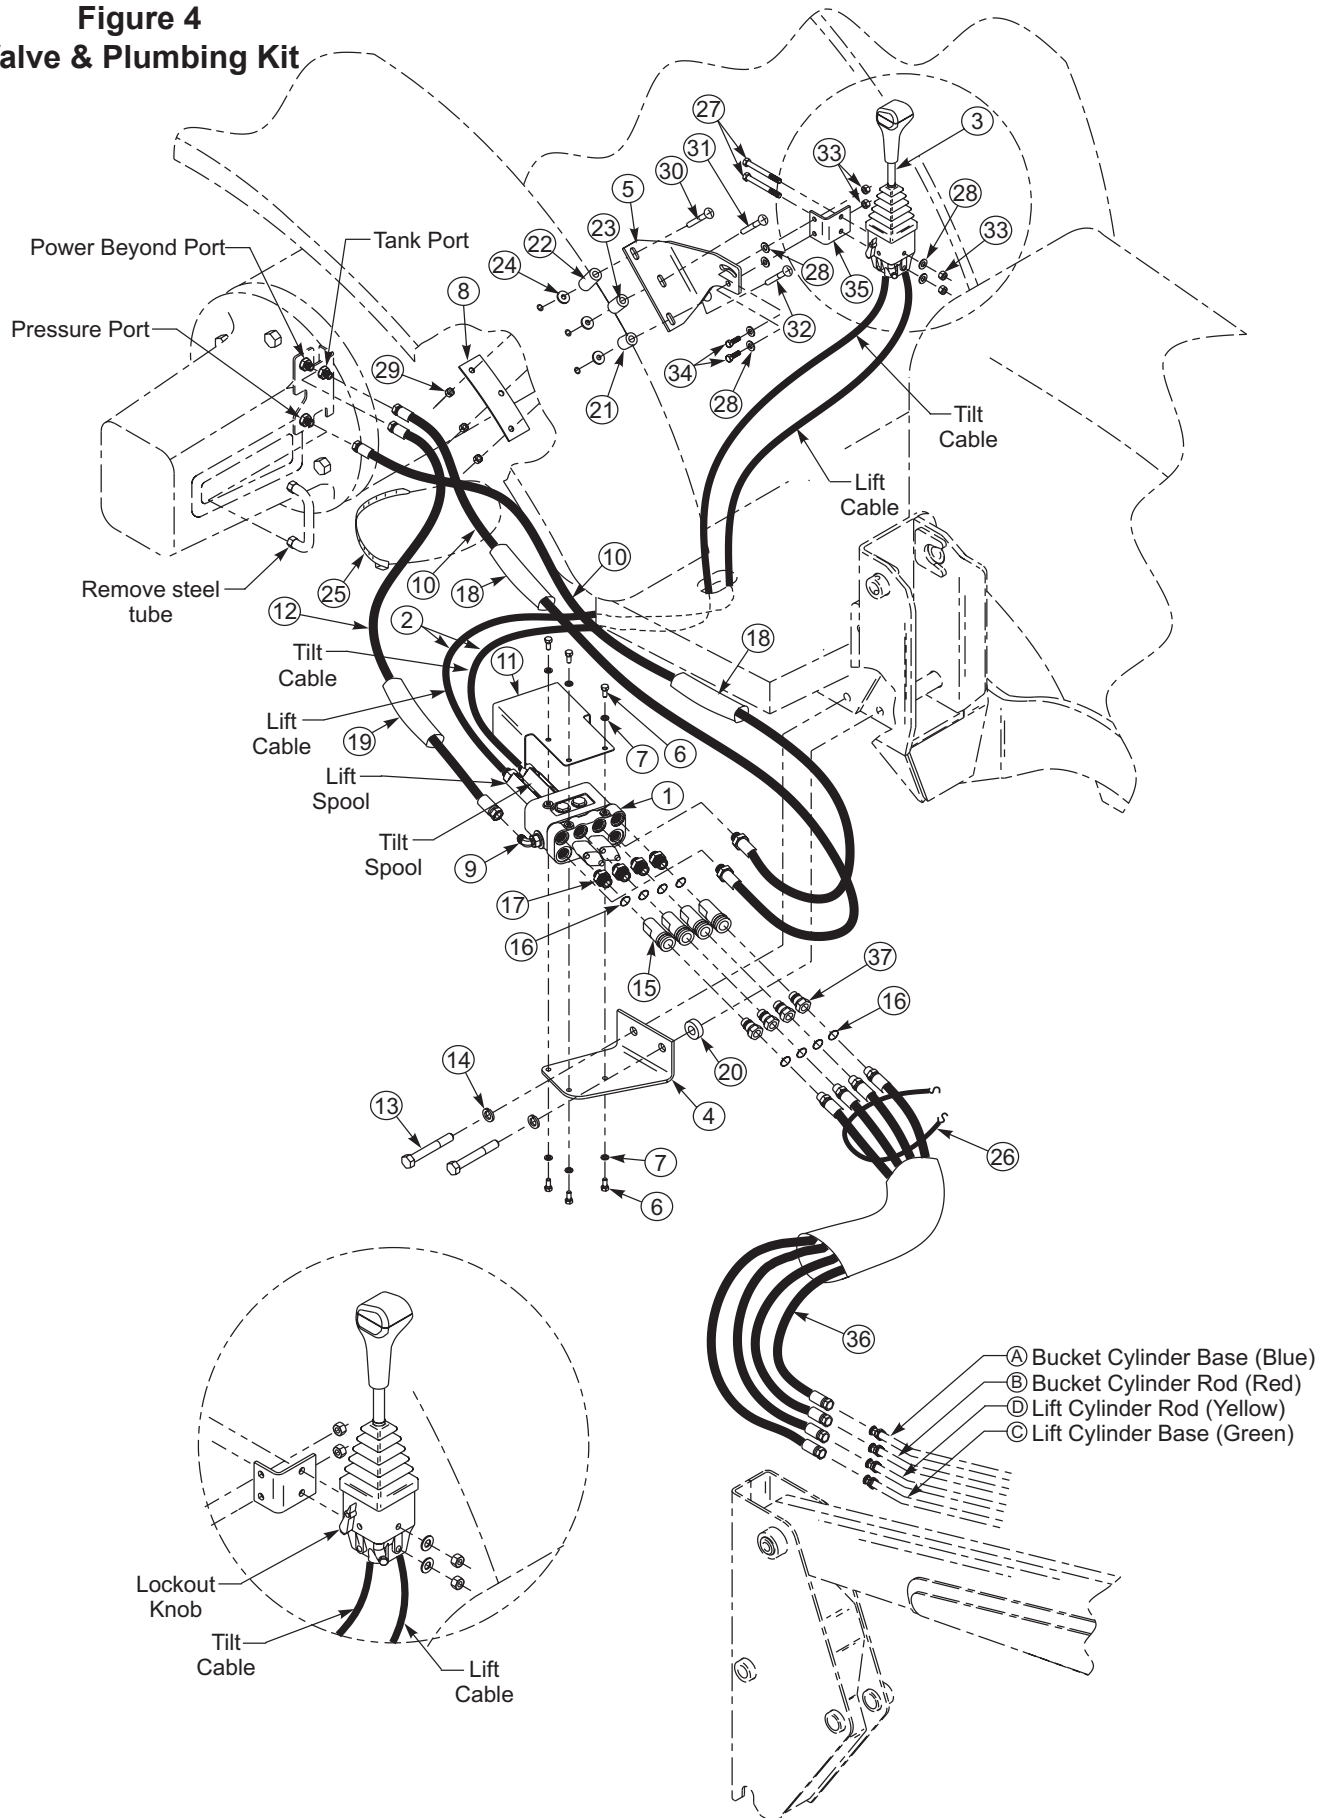 Figure 4
alve & Plumbing Kit
27
3
31
33
30
5
28
23
33
Power Beyond Port
Tank Port
22
24
28
8
35
Pressure Port
32
29
34
21
28
Tilt
Cable
Lift
Cable
Remove steel
tube
25
10
18
10
12
2
Tilt
Cable
11
18
Lift
Cable
19
7
6
Lift
Spool
1
Tilt
Spool
9
17
16
15
37
16
14
20
13
4
7
26
6
36
A Bucket Cylinder Base (Blue)
B Bucket Cylinder Rod (Red)
D Lift Cylinder Rod (Yellow)
C Lift Cylinder Base (Green)
Lockout
Knob
Tilt
Cable
Lift
Cable